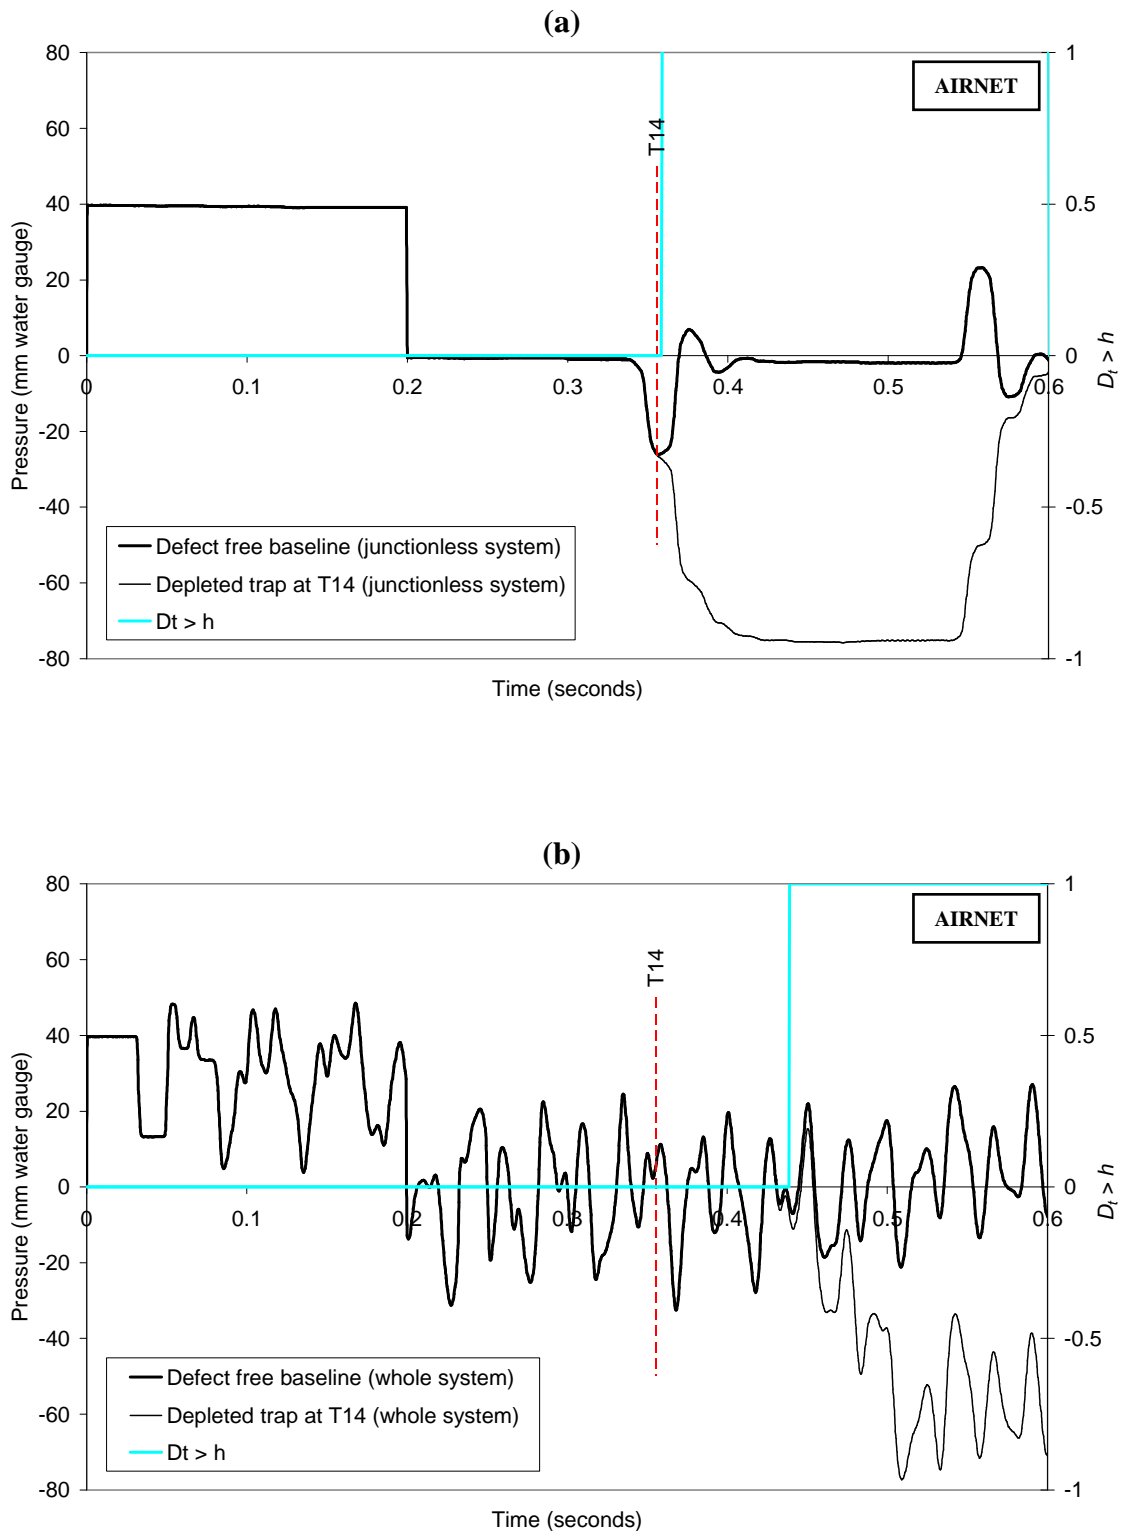 (a)
AIRNET
80
60
40
20
0
-20
-40
-60
-80
1
0.5
0
-0.5
-1
0
0.1
0.2
0.3
0.4
0.5
0.6
T14
Pressure (mm water gauge)
Dt > h
Defect free baseline (junctionless system)
Depleted trap at T14 (junctionless system)
Dt > h
Time (seconds)
(b)
AIRNET
80
60
40
20
0
-20
-40
-60
-80
1
0.5
0
-0.5
-1
0
0.1
0.2
0.3
0.4
0.5
0.6
T14
Pressure (mm water gauge)
Dt > h
Defect free baseline (whole system)
Depleted trap at T14 (whole system)
Dt > h
Time (seconds)